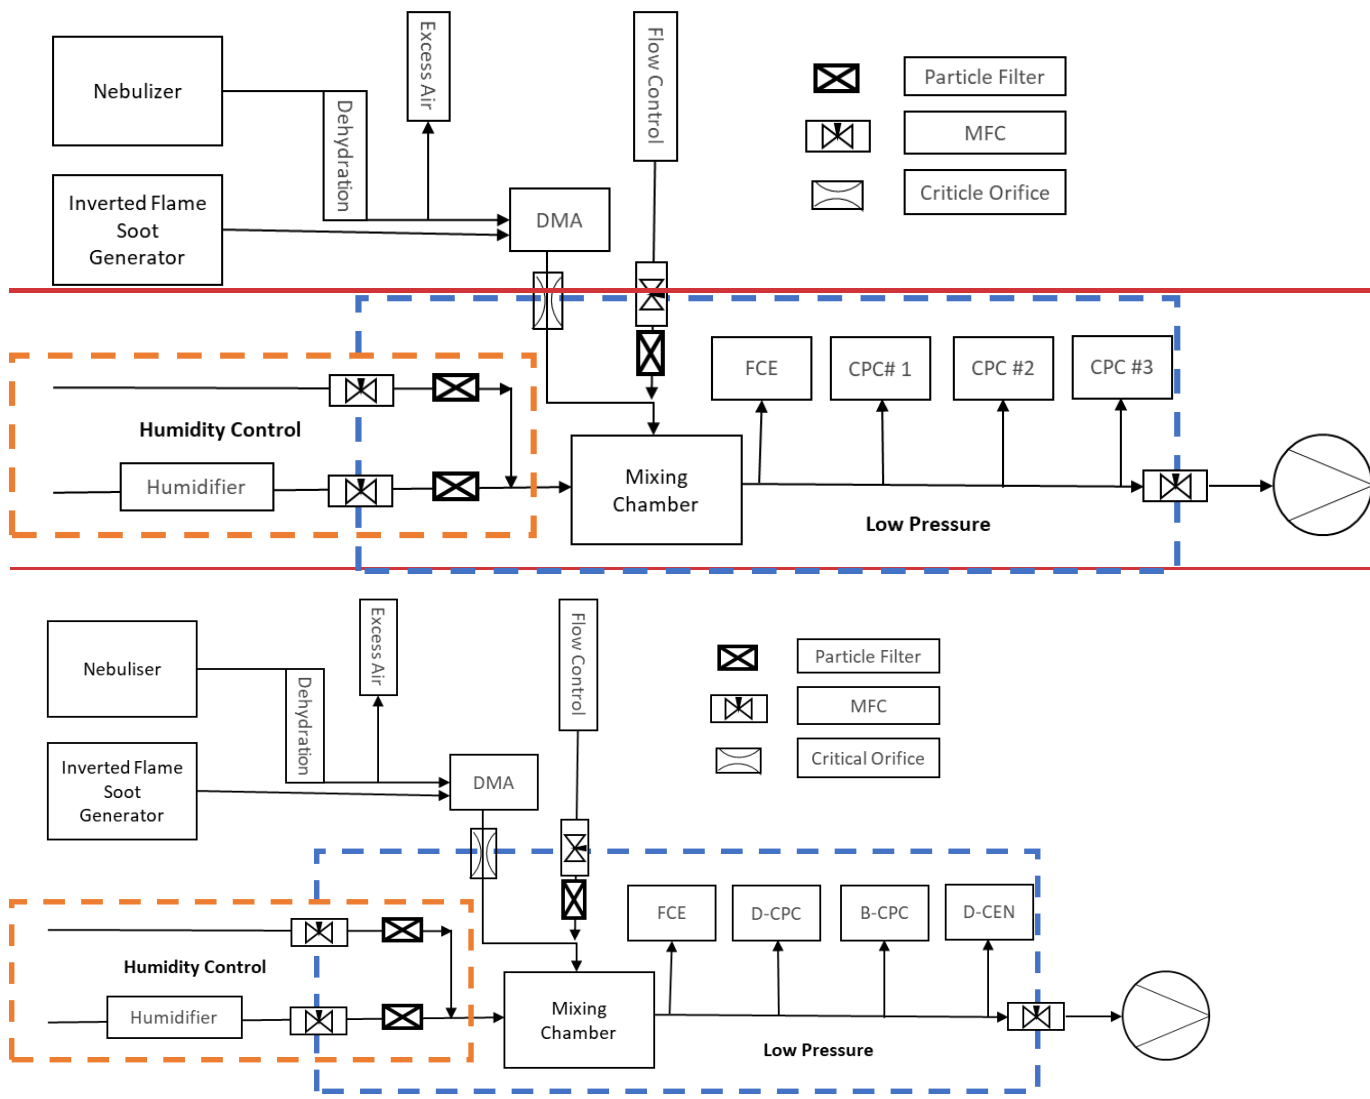 Nebulizer
Dehydration
Excess Air
Flow Control
Particle Filter
MFC
Criticle Orifice
Inverted Flame
Soot
Generator
DMA
FCE
CPC# 1
CPC #2
CPC #3
Humidity Control
Humidifier
Mixing
Chamber
Low Pressure
Nebuliser
Dehydration
Excess Air
Flow Control
Particle Filter
MFC
Critical Orifice
Inverted Flame
Soot
Generator
DMA
FCE
D-CPC
B-CPC
D-CEN
Humidity Control
Humidifier
Mixing
Chamber
Low Pressure